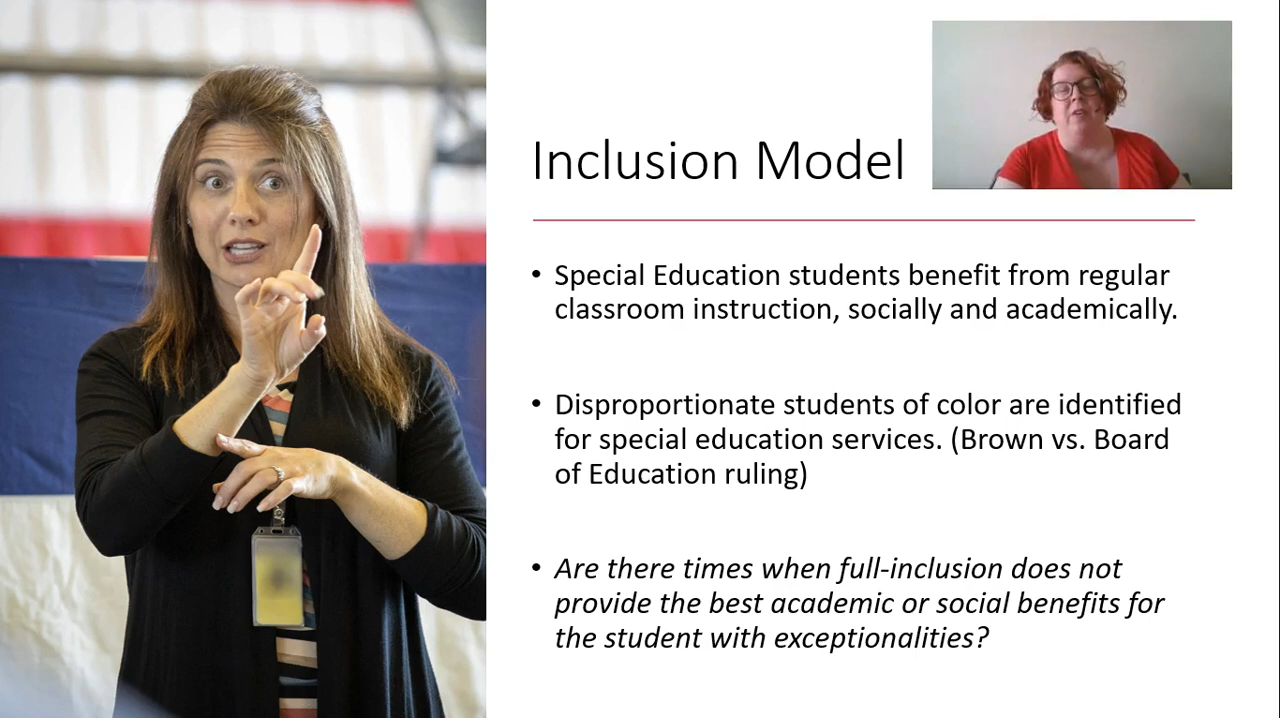 Inclusion Model
• Special Education students benefit from regular
classroom instruction, socially and academically.
• Disproportionate students of color are identified
for special education services. (Brown vs. Board
of Education ruling)
• Are there times when full-inclusion does not
provide the best academic or social benefits for
the student with exceptionalities?